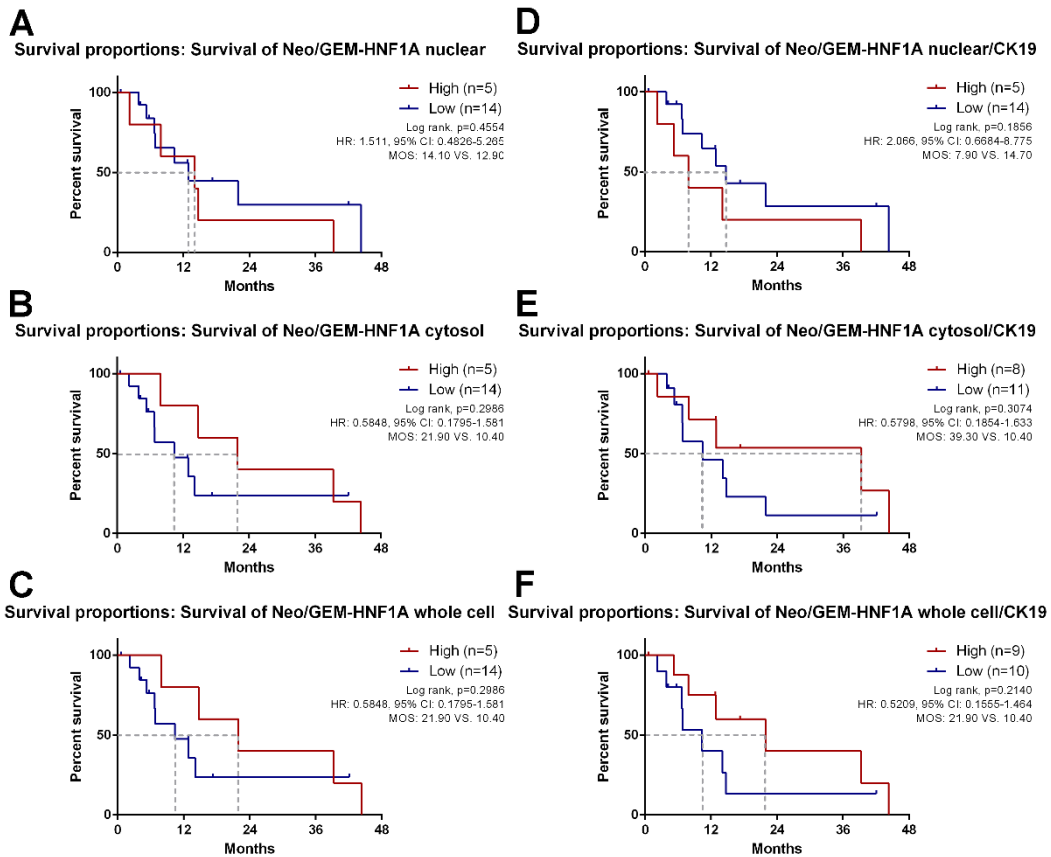 A
Survival proportions: Survival of Neo/GEM-HNF1A nuclear
High (n=5)
Low (n=14)
Log rank, p=0.4554
HR: 1.511, 95% CI: 0.4826-5.265
MOS: 14.10 VS. 12.90
Percent survival
100
50
0
0 12 24 36 48
Months
B
Survival proportions: Survival of Neo/GEM-HNF1A cytosol
High (n=5)
Low (n=14)
Log rank, p=0.2986
HR: 0.5848, 95% CI: 0.1795-1.581
MOS: 21.90 VS. 10.40
Percent survival
100
50
0
0 12 24 36 48
Months
C
Survival proportions: Survival of Neo/GEM-HNF1A whole cell
High (n=5)
Low (n=14)
Log rank, p=0.2986
HR: 0.5848, 95% CI: 0.1795-1.581
MOS: 21.90 VS. 10.40
Percent survival
100
50
0
0 12 24 36 48
Months
D
Survival proportions: Survival of Neo/GEM-HNF1A nuclear/CK19
High (n=5)
Low (n=14)
Log rank, p=0.1856
HR: 2.066, 95% CI: 0.6684-8.775
MOS: 7.90 VS. 14.70
Percent survival
100
50
0
0 12 24 36 48
Months
E
Survival proportions: Survival of Neo/GEM-HNF1A cytosol/CK19
High (n=8)
Low (n=11)
Log rank, p=0.3074
HR: 0.5798, 95% CI: 0.1854-1.633
MOS: 39.30 VS. 10.40
Percent survival
100
50
0
0 12 24 36 48
Months
F
Survival proportions: Survival of Neo/GEM-HNF1A whole cell/CK19
High (n=9)
Low (n=10)
Log rank, p=0.2140
HR: 0.5209, 95% CI: 0.1555-1.464
MOS: 21.90 VS. 10.40
Percent survival
100
50
0
0 12 24 36 48
Months